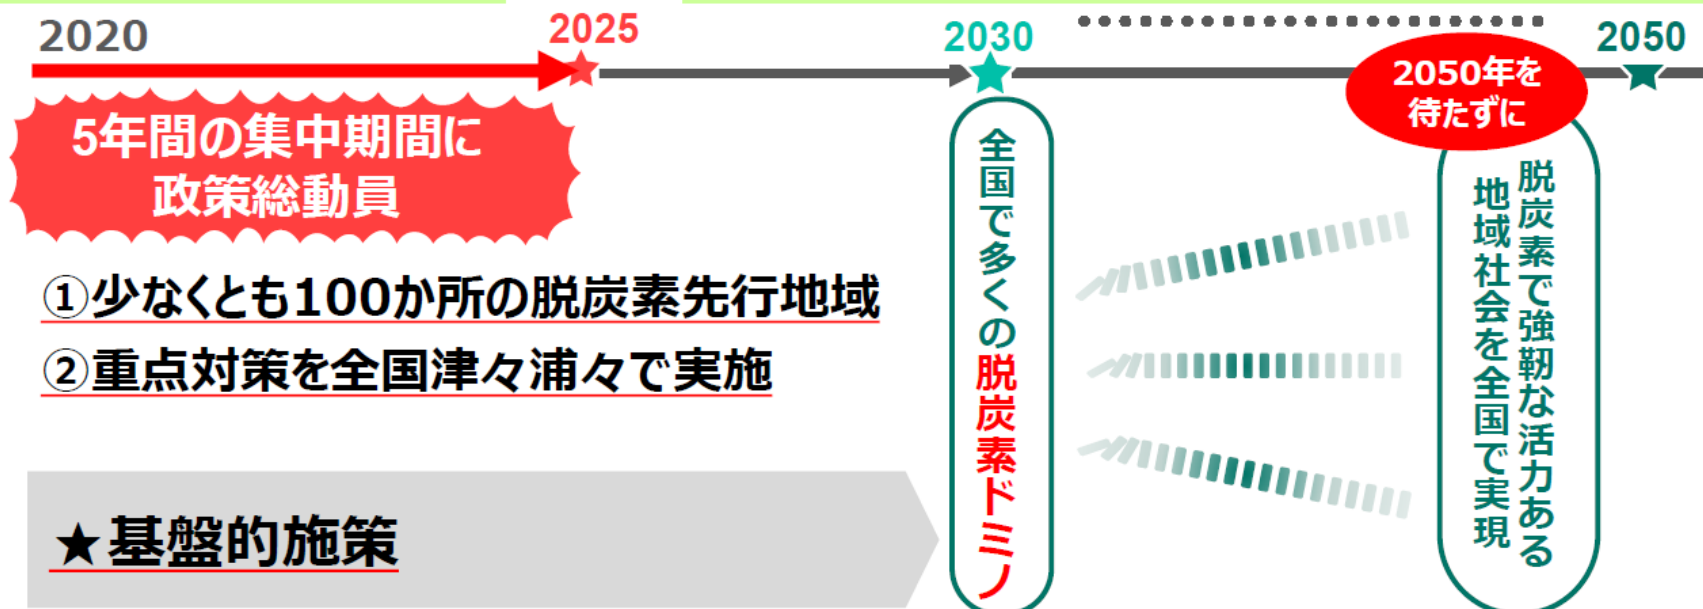 2020
2025
2030
2050
5年間の集中期間に
政策総動員
①少なくとも100か所の脱炭素先行地域
②重点対策を全国津々浦々で実施
★基盤的施策
全国で多くの脱炭素ドミノ
2050年を
待たずに
脱炭素で強靭な活力ある
地域社会を全国で実現